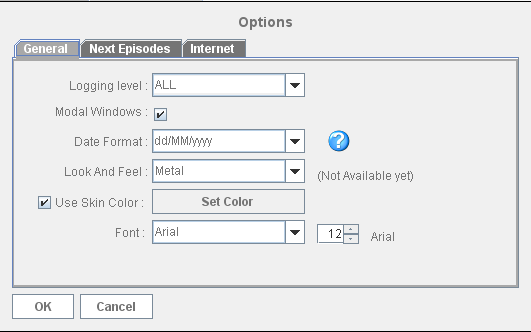 Options
General Next Episodes Internet
Logging level : ALL
Modal Windows :
Date Format : dd/MM/yyyy ?
Look And Feel : Metal (Not Available yet)
Use Skin Color : Set Color
Font : Arial 12 Arial
OK Cancel